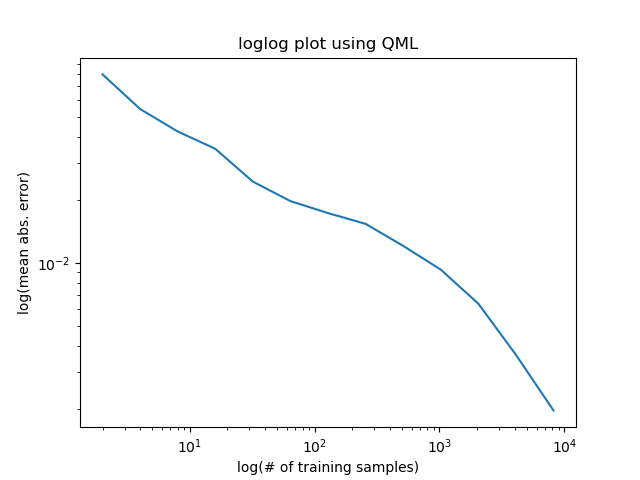 loglog plot using QML
log(mean abs. error)
10⁻²
10¹ 10² 10³ 10⁴
log(# of training samples)